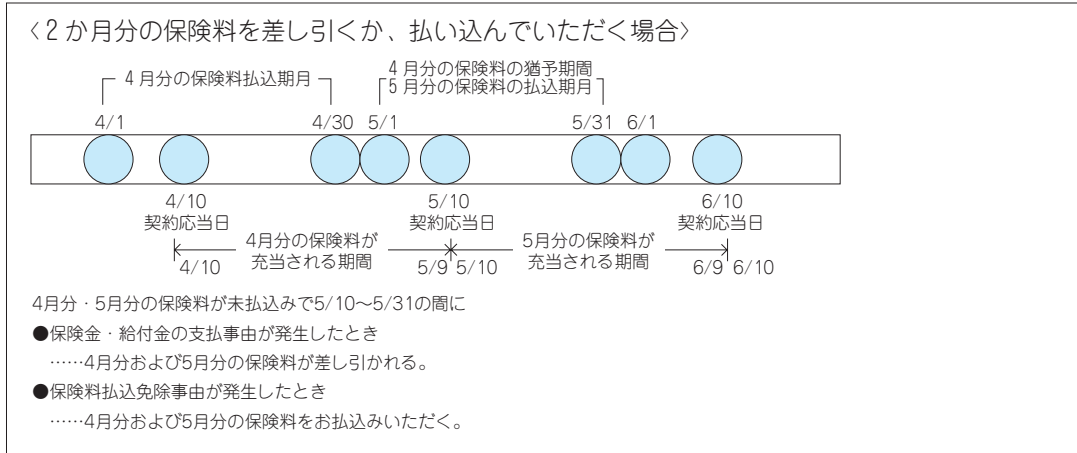 〈2か月分の保険料を差し引くか、払い込んでいただく場合〉
4月分の保険料払込期月
4月分の保険料の猶予期間
5月分の保険料の払込期月
4/1 4/30 5/1 5/31 6/1
4/10 5/10 6/10
契約応当日 契約応当日 契約応当日
4月分の保険料が 5月分の保険料が
充当される期間 充当される期間
4/10 5/9 5/10 6/9 6/10
4月分・5月分の保険料が未払込みで5/10～5/31の間に
●保険金・給付金の支払事由が発生したとき
……4月分および5月分の保険料が差し引かれる。
●保険料払込免除事由が発生したとき
……4月分および5月分の保険料をお払込みいただく。